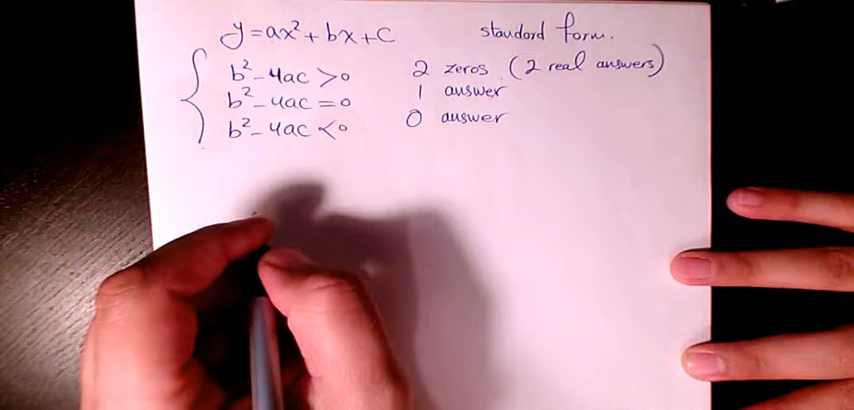 y=ax²+bx+c standard form.
b²-4ac>0 2 zeros (2 real answers)
b²-4ac=0 1 answer
b²-4ac<0 0 answer